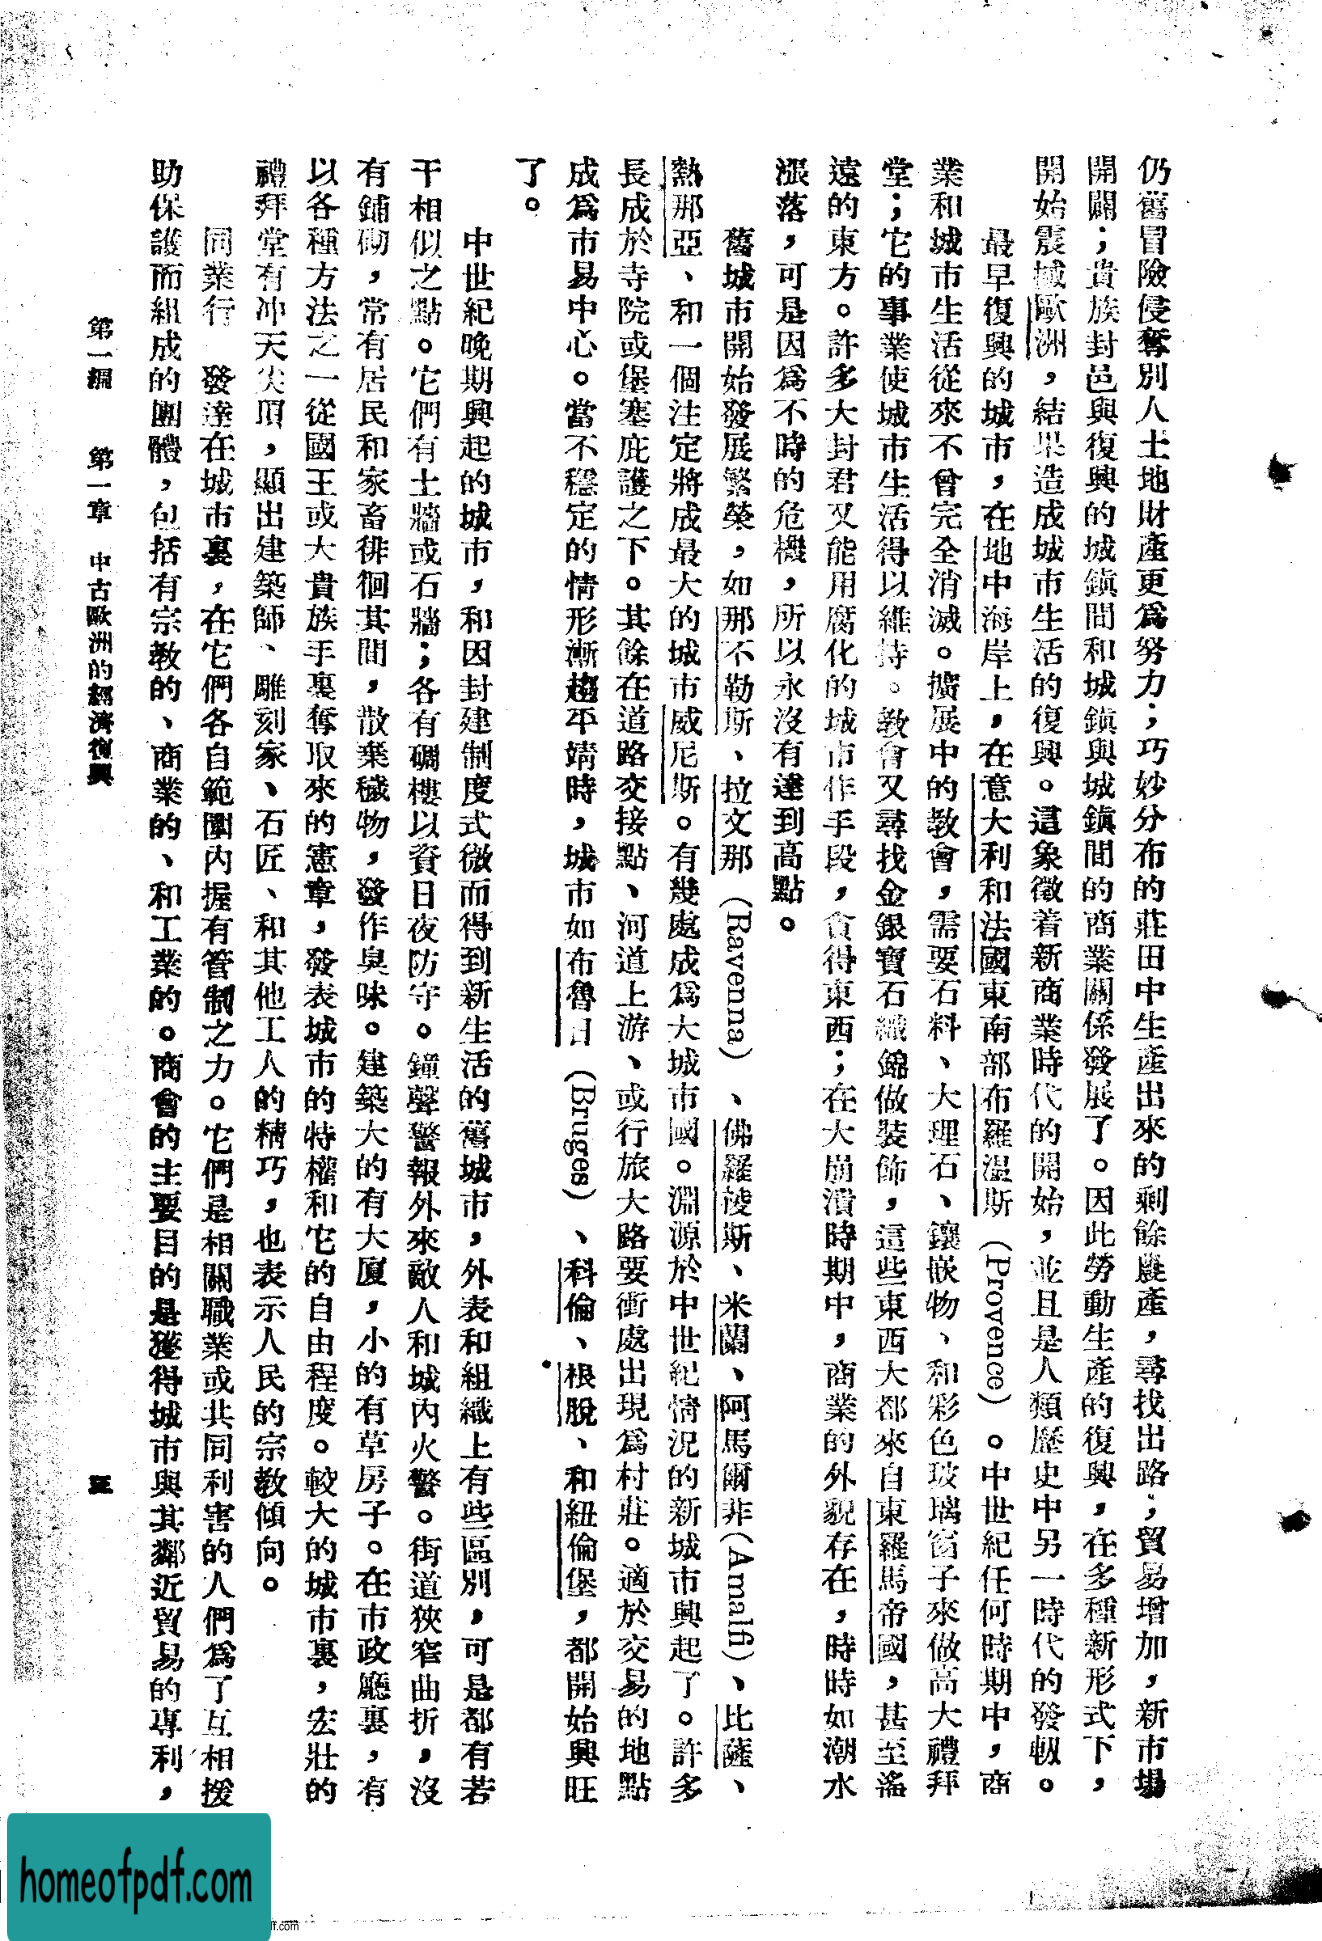 仍舊冒險侵奪別人土地財產更爲努力；巧妙分布的莊田中生產出來的剩餘農產，尋找出路；貿易增加，新市場
開闢；貴族封邑與復興的城鎭間和城鎭與城鎭間的商業關係發展了。因此勞動生產的復興，在多種新形式下，
開始震撼歐洲，結果造成城市生活的復興。這象徵着新商業時代的開始，並且是人類歷史中另一時代的發軔。
最早復興的城市，在地中海岸上，在意大利和法國東南部布羅温斯（Provence）。中世紀任何時期中，商
業和城市生活從來不曾完全消滅。擴展中的教會，需要石料、大理石、鑲嵌物、和彩色玻璃窗子來做高大禮拜
堂；它的事業使城市生活得以維持。教會又尋找金銀寶石織錦做裝飾，這些東西大都來自東羅馬帝國，甚至遙
遠的東方。許多大封君又能用腐化的城市作手段，貪得東西；在大崩潰時期中，商業的外貌存在，時時如潮水
漲落，可是因爲不時的危機，所以永沒有達到高點。
舊城市開始發展繁榮，如那不勒斯、拉文那（Ravenna）、佛羅稜斯、米蘭、阿馬爾非（Amalfi）、比薩、
熱那亞、和一個注定將成最大的城市威尼斯。有幾處成爲大城市國。淵源於中世紀情況的新城市興起了。許多
長成於寺院或堡塞庇護之下。其餘在道路交接點、河道上游、或行旅大路要衝處出現爲村莊。適於交易的地點
成爲市易中心。當不穩定的情形漸趨平靖時，城市如布魯日（Bruges）、科倫、根脫、和紐倫堡，都開始興旺
了。
中世紀晚期興起的城市，和因封建制度式微而得到新生活的舊城市，外表和組織上有些區別，可是都有若
干相似之點。它們有土牆或石牆；各有碉樓以資日夜防守。鐘聲警報外來敵人和城內火警。街道狹窄曲折，沒
有鋪砌，常有居民和家畜徘徊其間，散棄穢物，發作臭味。建築大的有大厦，小的有草房子。在市政廳裏，有
以各種方法之一從國王或大貴族手裏奪取來的憲章，發表城市的特權和它的自由程度。較大的城市裏，宏壯的
禮拜堂有冲天尖頂，顯出建築師、雕刻家、石匠、和其他工人的精巧，也表示人民的宗教傾向。
同業行　發達在城市裏，在它們各自範圍內握有管制之力。它們是相關職業或共同利害的人們爲了互相援
助保護而組成的團體，包括有宗教的、商業的、和工業的。商會的主要目的是獲得城市與其鄰近貿易的專利，
第一編　第一章　中古歐洲的經濟復興
三
homeofpdf.com